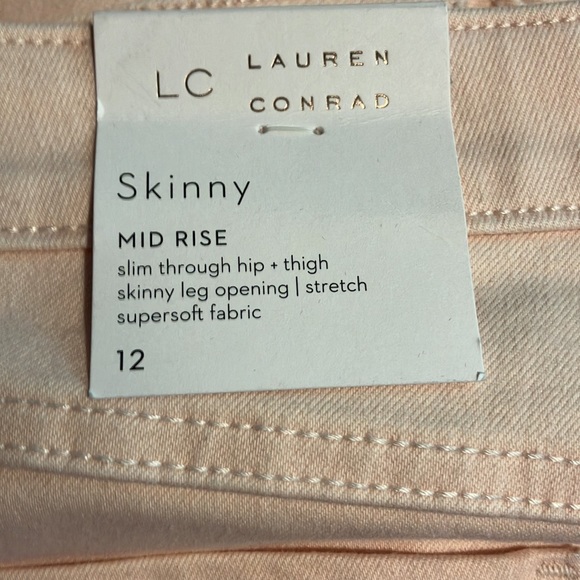 LC LAUREN
CONRAD
Skinny
MID RISE
slim through hip + thigh
skinny leg opening | stretch
supersoft fabric
12